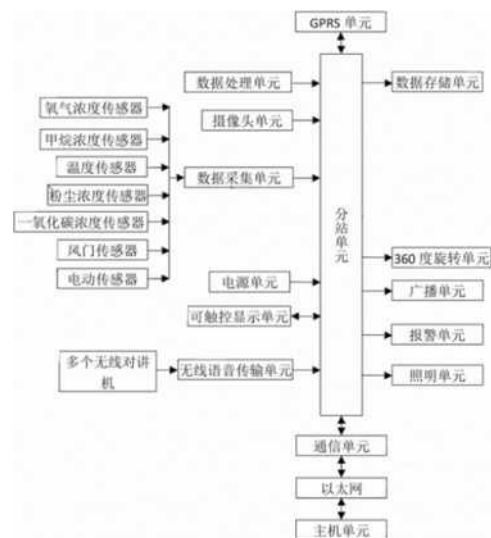 GPRS 单元
数据处理单元
数据存储单元
氧气浓度传感器
摄像头单元
甲烷浓度传感器
温度传感器
数据采集单元
粉尘浓度传感器
一氧化碳浓度传感器
分站单元
风门传感器
360 度旋转单元
电动传感器
电源单元
广播单元
可触控显示单元
报警单元
多个无线对讲
机
无线语音传输单元
照明单元
通信单元
以太网
主机单元